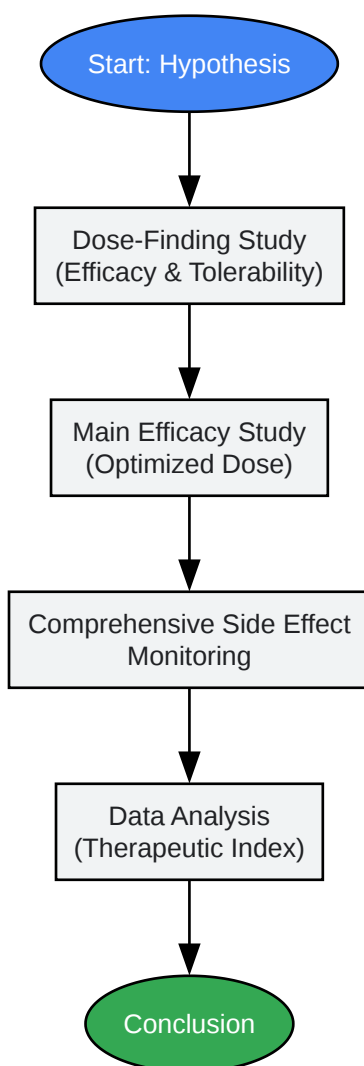 Start: Hypothesis
Dose-Finding Study
(Efficacy & Tolerability)
Main Efficacy Study
(Optimized Dose)
Comprehensive Side Effect
Monitoring
Data Analysis
(Therapeutic Index)
Conclusion